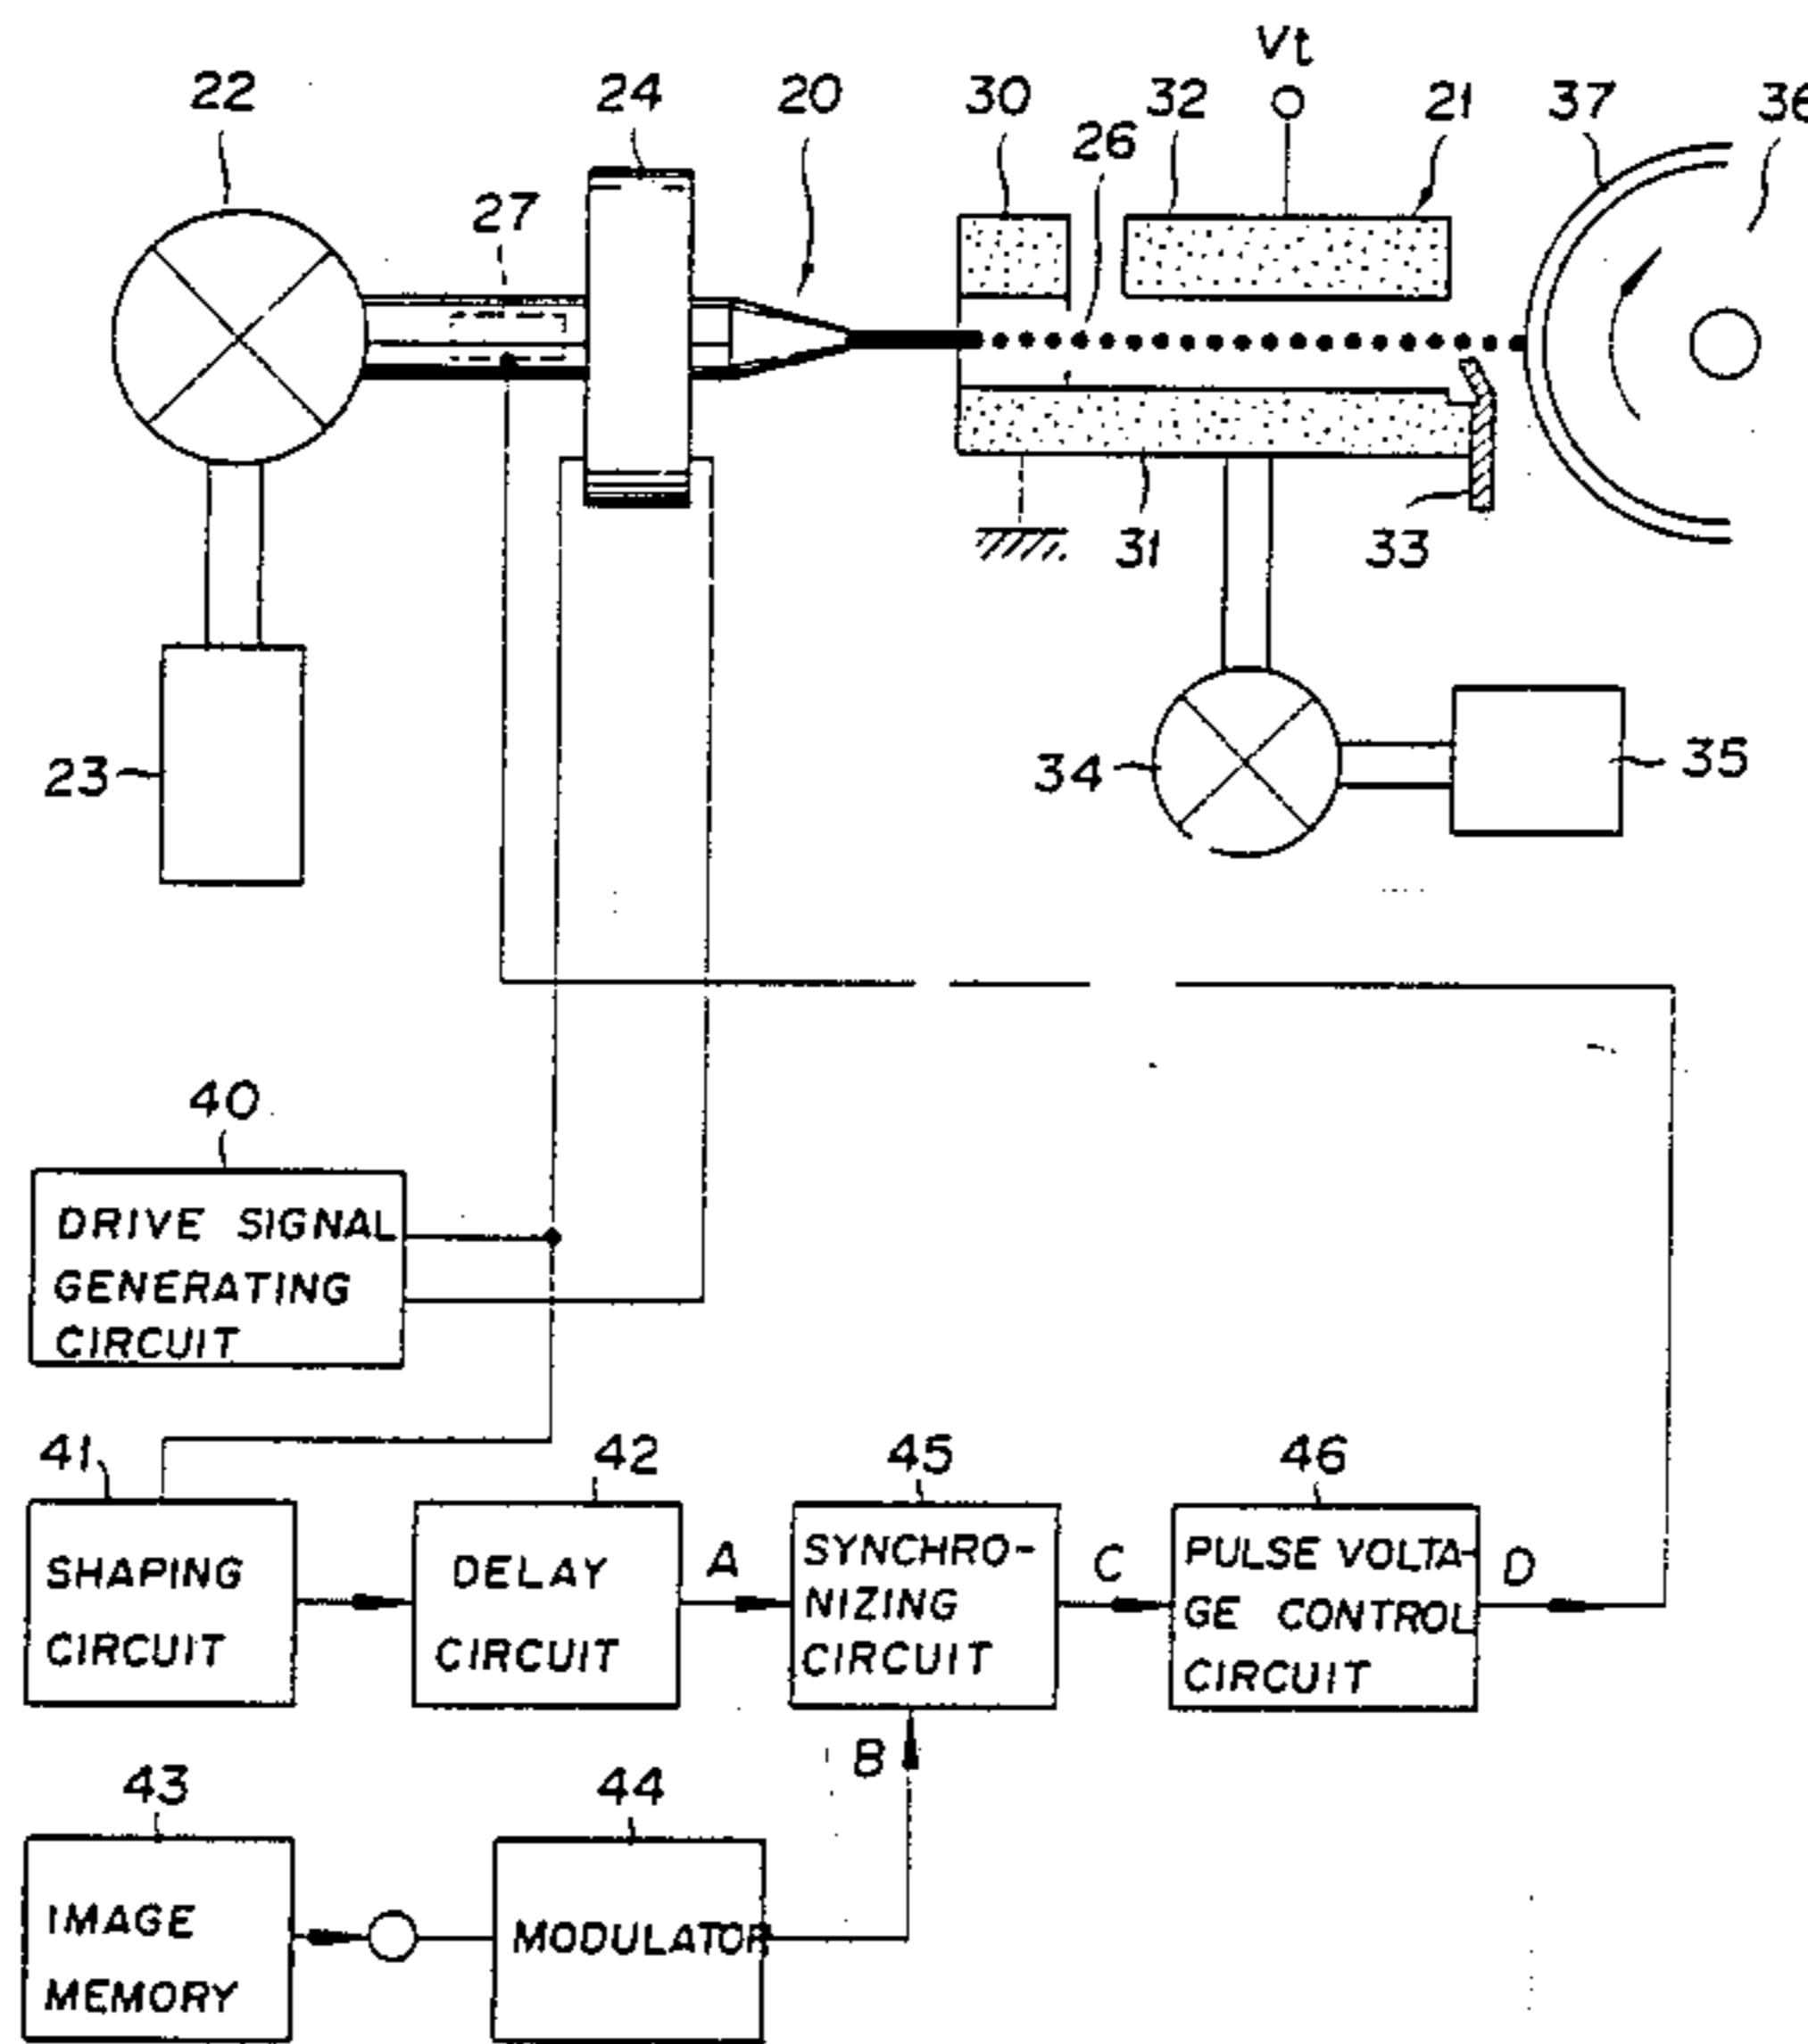 Vt
22
24
20
30
32
21
37
36
26
27
23
31
33
34
35
40
DRIVE SIGNAL
GENERATING
CIRCUIT
41
42
45
46
SHAPING
CIRCUIT
DELAY
CIRCUIT
A
SYNCHRO-
NIZING
CIRCUIT
C
PULSE VOLTA-
GE CONTROL
CIRCUIT
D
B
43
44
IMAGE
MEMORY
MODULATOR